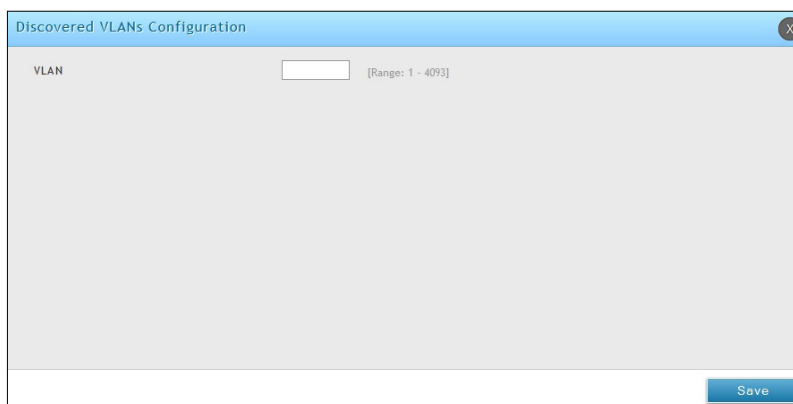 Discovered VLANs Configuration
X
VLAN
[Range: 1 - 4093]
Save